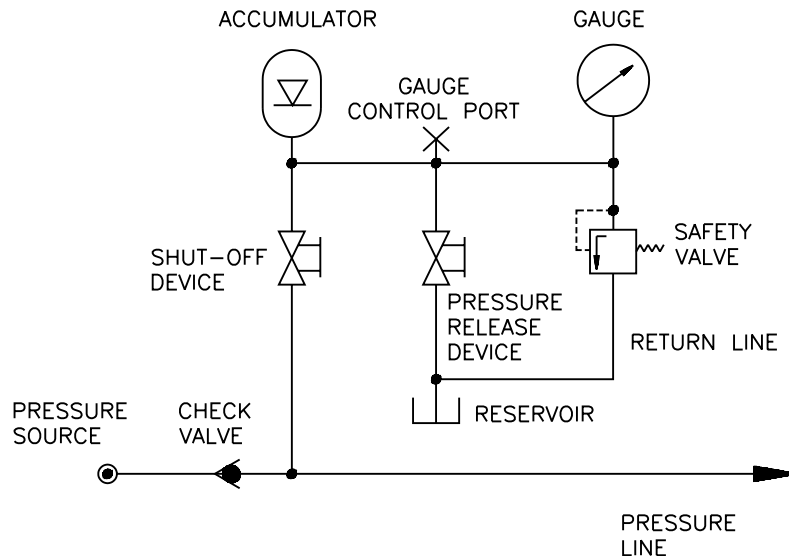 ACCUMULATOR
GAUGE
GAUGE
CONTROL PORT
SHUT-OFF
DEVICE
SAFETY
VALVE
PRESSURE
RELEASE
DEVICE
RETURN LINE
RESERVOIR
PRESSURE
SOURCE
CHECK
VALVE
PRESSURE
LINE